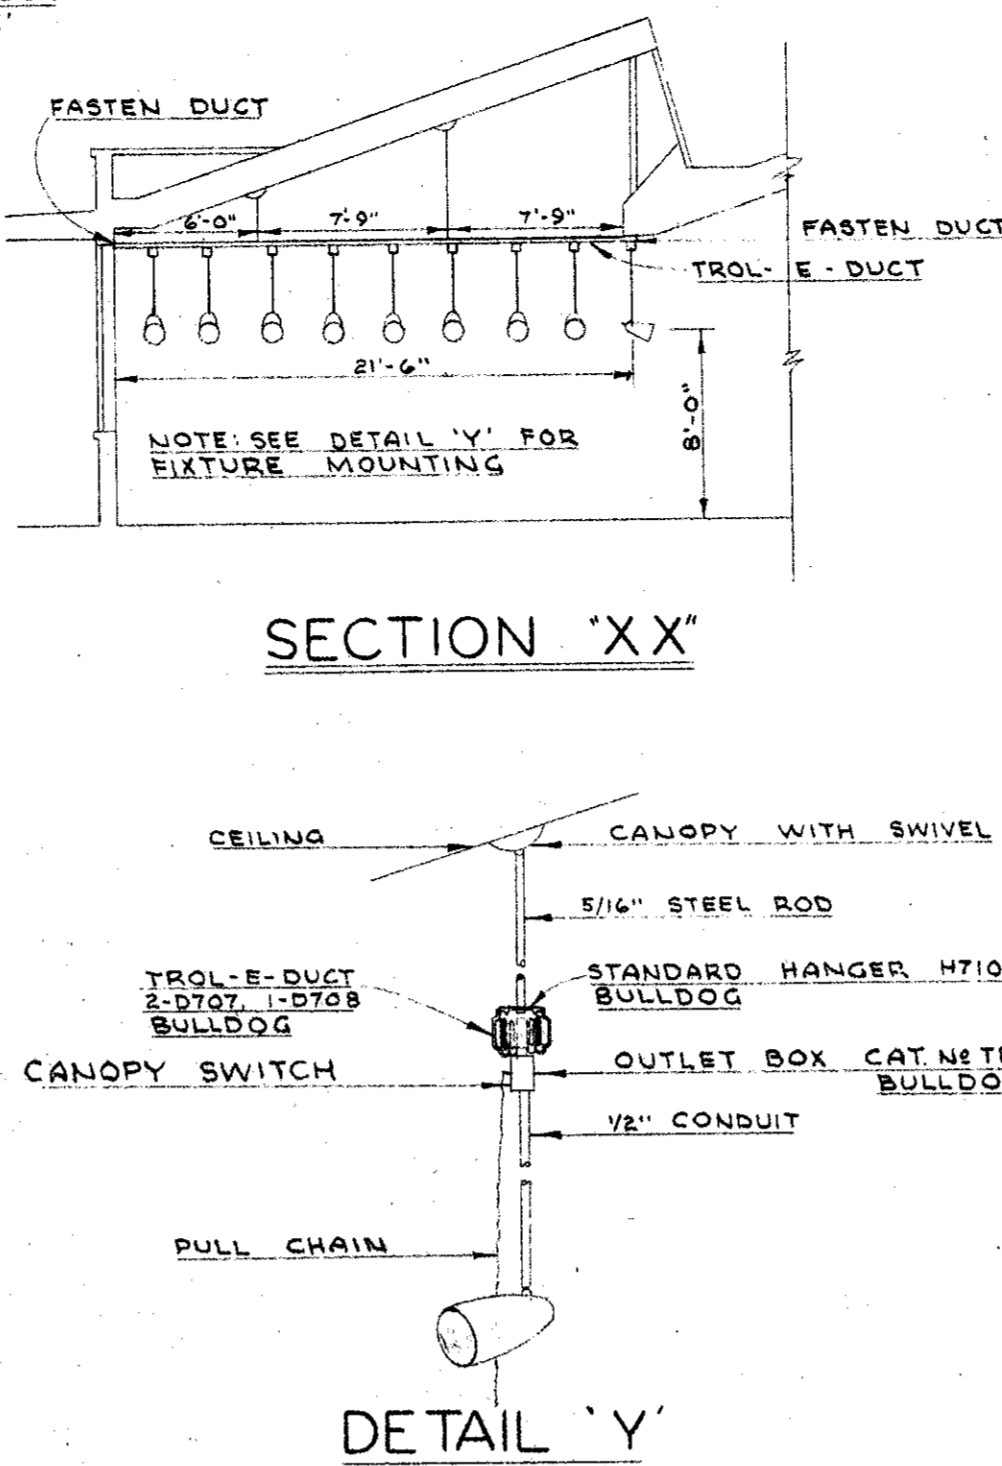 FASTEN DUCT
6'-0" 7'-9" 7'-9"
FASTEN DUCT
TROL-E-DUCT
21'-6"
8'-0"
NOTE: SEE DETAIL 'Y' FOR
FIXTURE MOUNTING
SECTION "XX"
CEILING
CANOPY WITH SWIVEL
5/16" STEEL ROD
TROL-E-DUCT
2-D707, 1-D708
BULLDOG
STANDARD HANGER H710
BULLDOG
CANOPY SWITCH
OUTLET BOX CAT. No
BULLDO
1/2" CONDUIT
PULL CHAIN
DETAIL 'Y'